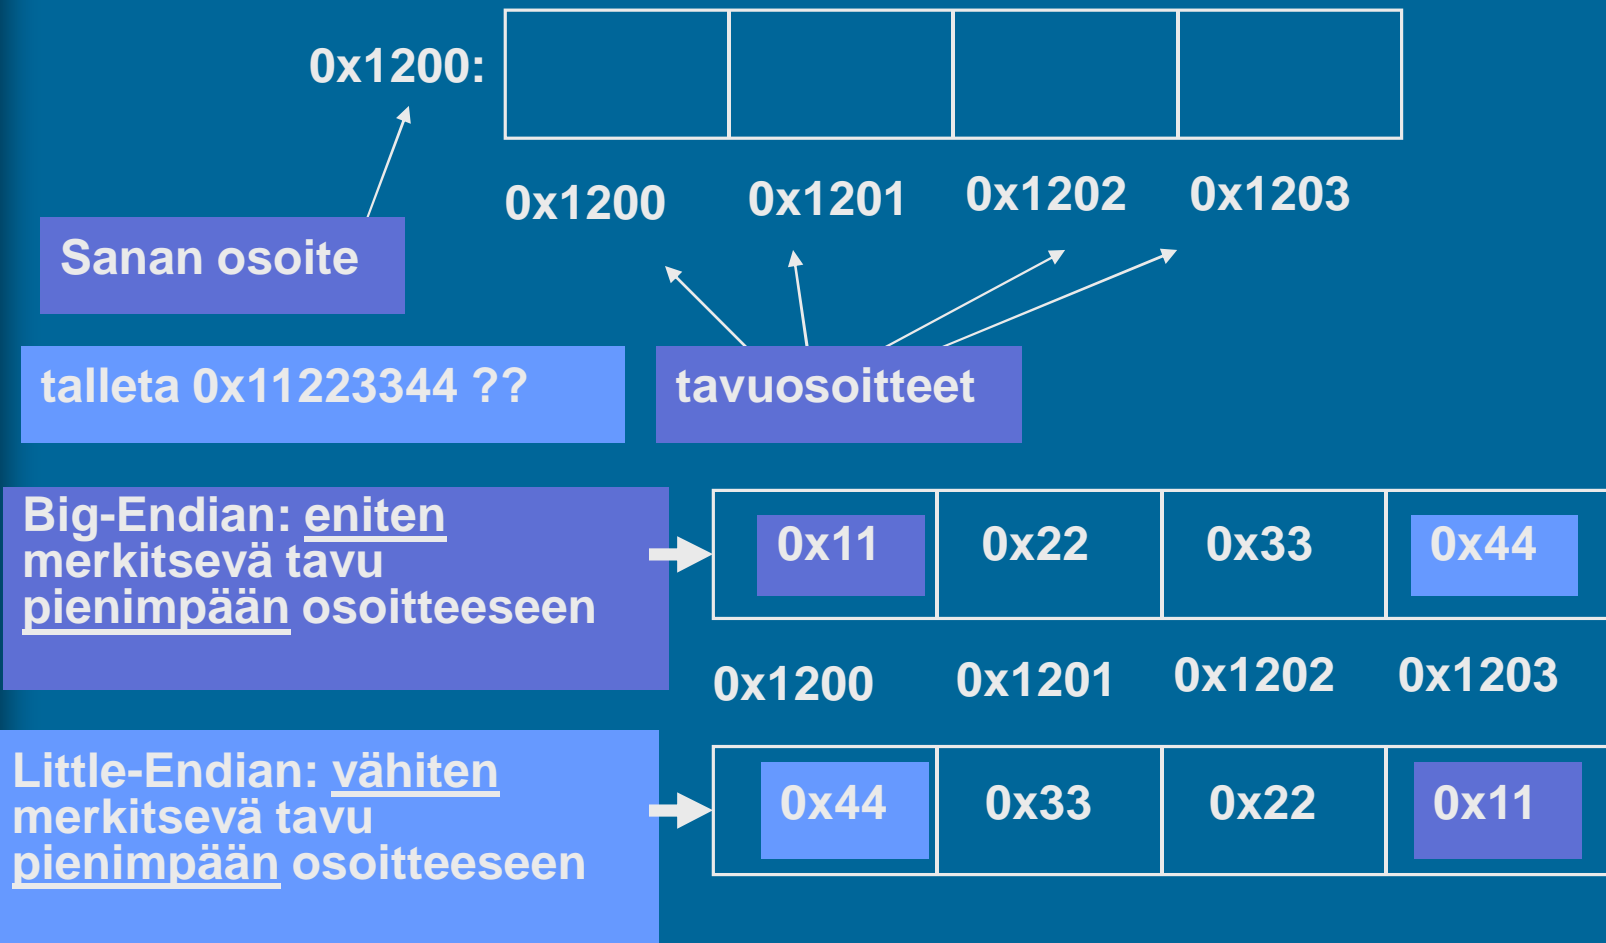 0x1200:
0x1200 0x1201 0x1202 0x1203
Sanan osoite
talleta 0x11223344 ??
tavuosoitteet
Big-Endian: eniten
merkitsevä tavu
pienimpään osoitteeseen
0x11 0x22 0x33 0x44
0x1200 0x1201 0x1202 0x1203
Little-Endian: vähiten
merkitsevä tavu
pienimpään osoitteeseen
0x44 0x33 0x22 0x11